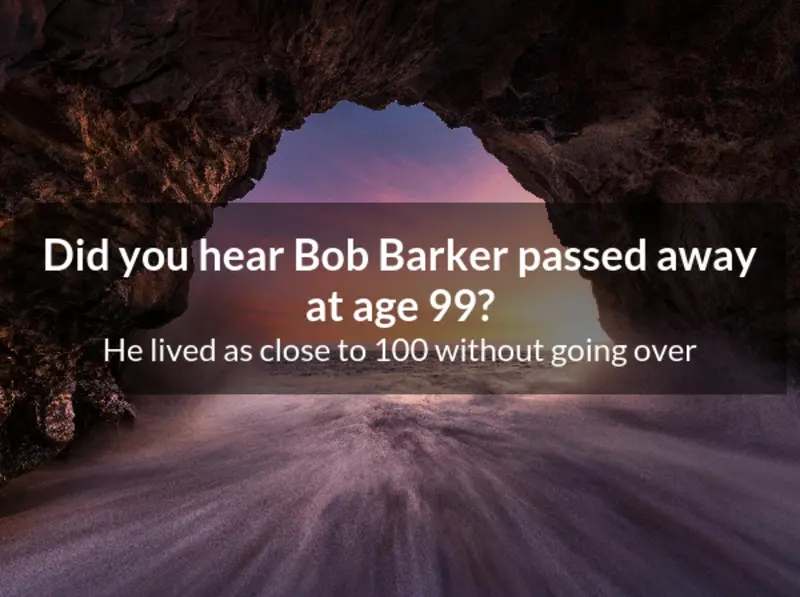 Did you hear Bob Barker passed away
at age 99?
He lived as close to 100 without going over